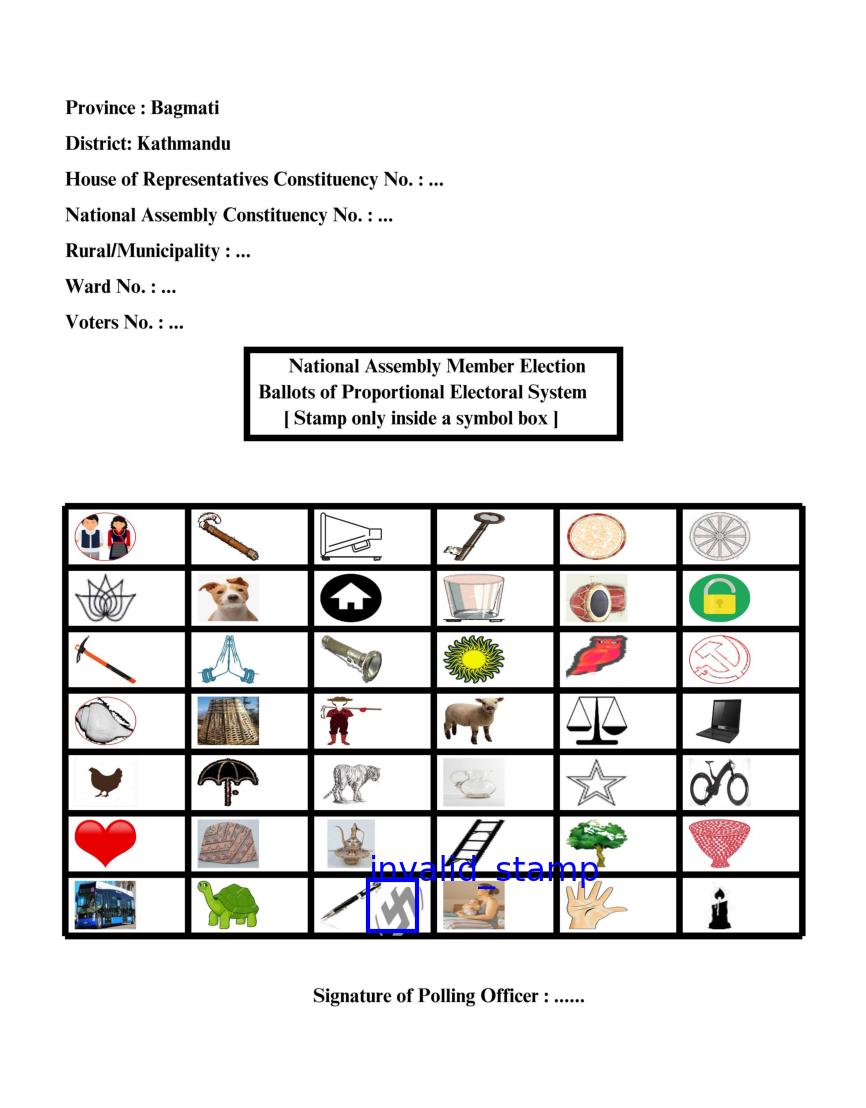 Province : Bagmati
District: Kathmandu
House of Representatives Constituency No. : ...
National Assembly Constituency No. : ...
Rural/Municipality : ...
Ward No. : ...
Voters No. : ...
National Assembly Member Election
Ballots of Proportional Electoral System
[ Stamp only inside a symbol box ]
invalid_stamp
Signature of Polling Officer : ......